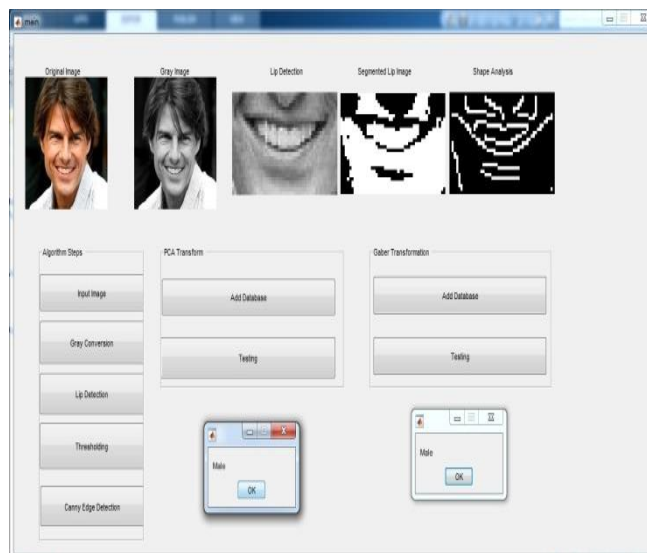 main
Original Image
Gray Image
Lip Detection
Segmented Lip Image
Shape Analysis
Algorithm Steps
Input Image
Gray Conversion
Lip Detection
Thresholding
Canny Edge Detection
PCA Transform
Add Database
Testing
Gaber Transformation
Add Database
Testing
Male
OK
Male
OK